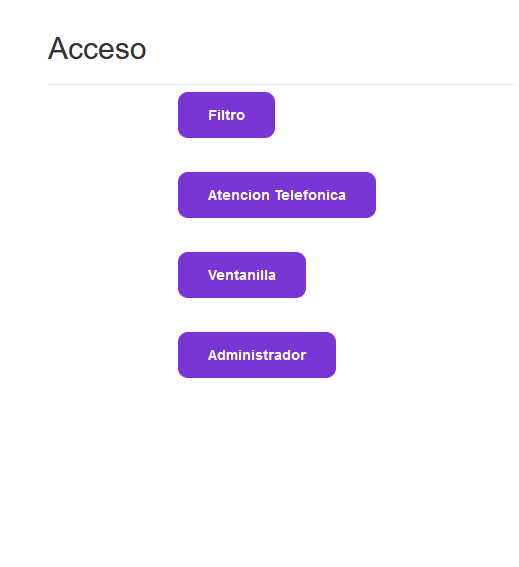 Acceso
Filtro
Atencion Telefonica
Ventanilla
Administrador